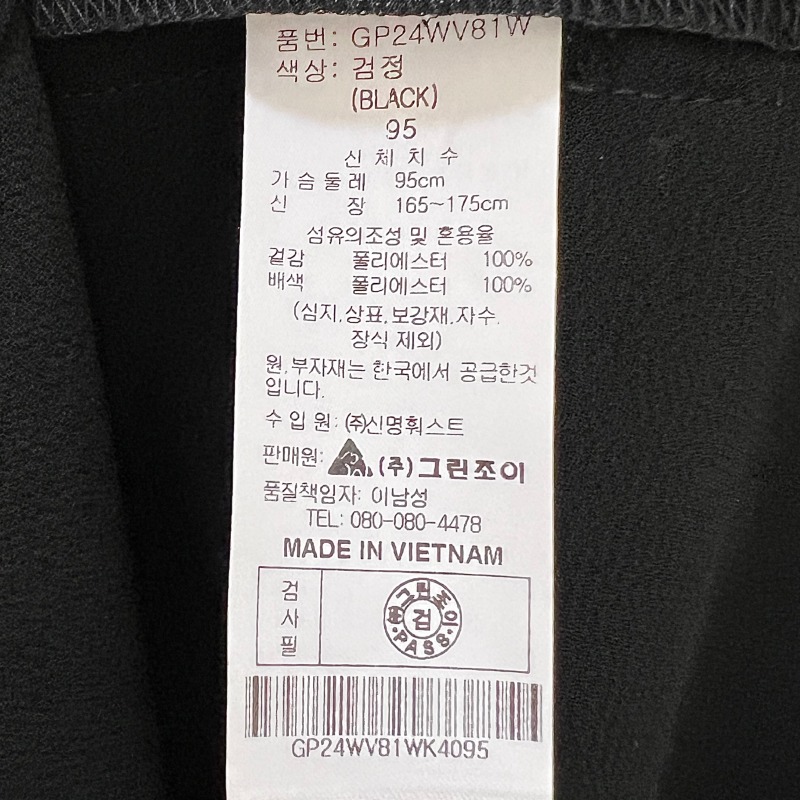 품번: GP24WV81W
색상: 검정
(BLACK)
95
신 체 치 수
가 슴 둘 레 95cm
신 장 165~175cm
섬유의조성 및 혼용율
겉감 폴리에스터 100%
배색 폴리에스터 100%
(심지,상표,보강재,자수,
장식 제외)
원,부자재는 한국에서 공급한것
입니다.
수 입 원: ㈜신명훠스트
판매원: (주)그린조이
품질책임자: 이남성
TEL: 080-080-4478
MADE IN VIETNAM
검
사
필
그린조이
검
PASS
GP24WV81WK4095